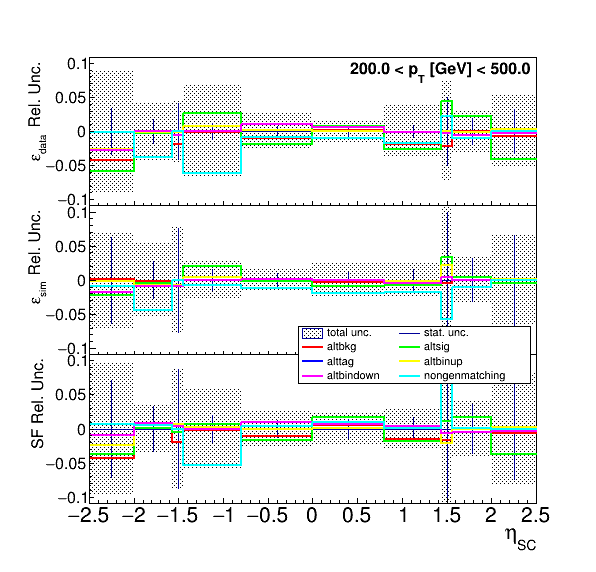 200.0 < p_T [GeV] < 500.0
ε_data Rel. Unc.
0.1
0.05
0
−0.05
−0.1
ε_sim Rel. Unc.
0.1
0.05
0
−0.05
−0.1
total unc.
stat. unc.
altbkg
altsig
alttag
altbinup
altbindown
nongenmatching
SF Rel. Unc.
0.1
0.05
0
−0.05
−0.1
−2.5 −2 −1.5 −1 −0.5 0 0.5 1 1.5 2 2.5
η_SC